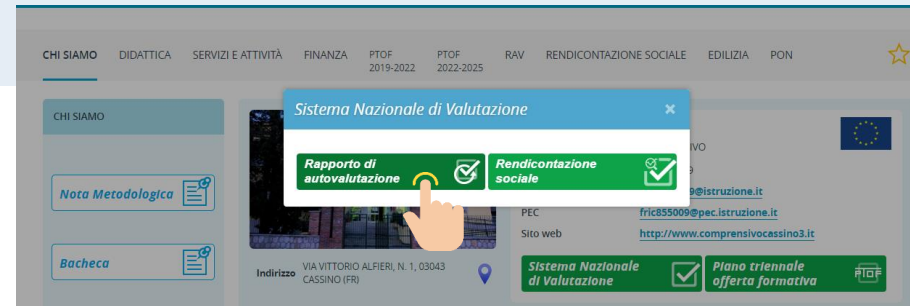 CHI SIAMO DIDATTICA SERVIZI E ATTIVITÀ FINANZA PTOF 2019-2022 PTOF 2022-2025 RAV RENDICONTAZIONE SOCIALE EDILIZIA PON
CHI SIAMO
Nota Metodologica
Bacheca
Sistema Nazionale di Valutazione ×
Rapporto di
autovalutazione
Rendicontazione
sociale
@istruzione.it
PEC fric855009@pec.istruzione.it
Sito web http://www.comprensivocassino3.it
Indirizzo VIA VITTORIO ALFIERI, N. 1, 03043
CASSINO (FR)
Sistema Nazionale
di Valutazione
Piano triennale
offerta formativa
PTOF